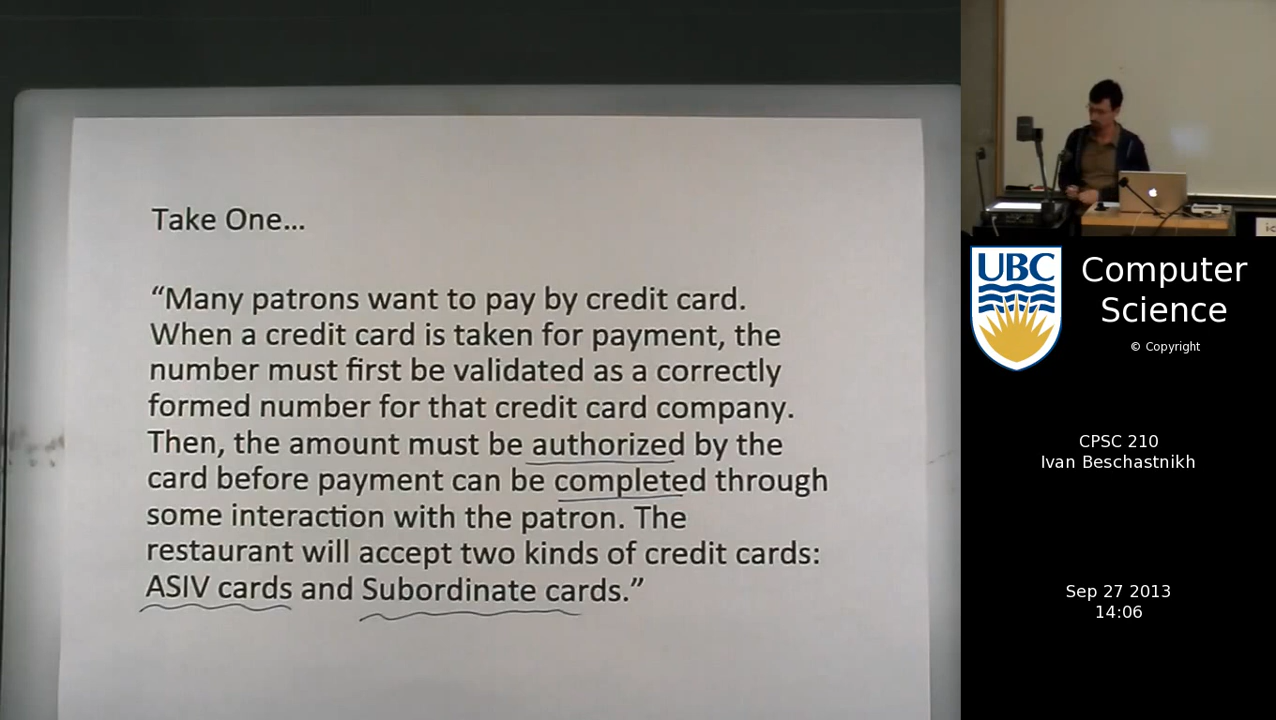 Take One...
“Many patrons want to pay by credit card.
When a credit card is taken for payment, the
number must first be validated as a correctly
formed number for that credit card company.
Then, the amount must be authorized by the
card before payment can be completed through
some interaction with the patron. The
restaurant will accept two kinds of credit cards:
ASIV cards and Subordinate cards.”
UBC
Computer
Science
© Copyright
CPSC 210
Ivan Beschastnikh
Sep 27 2013
14:06